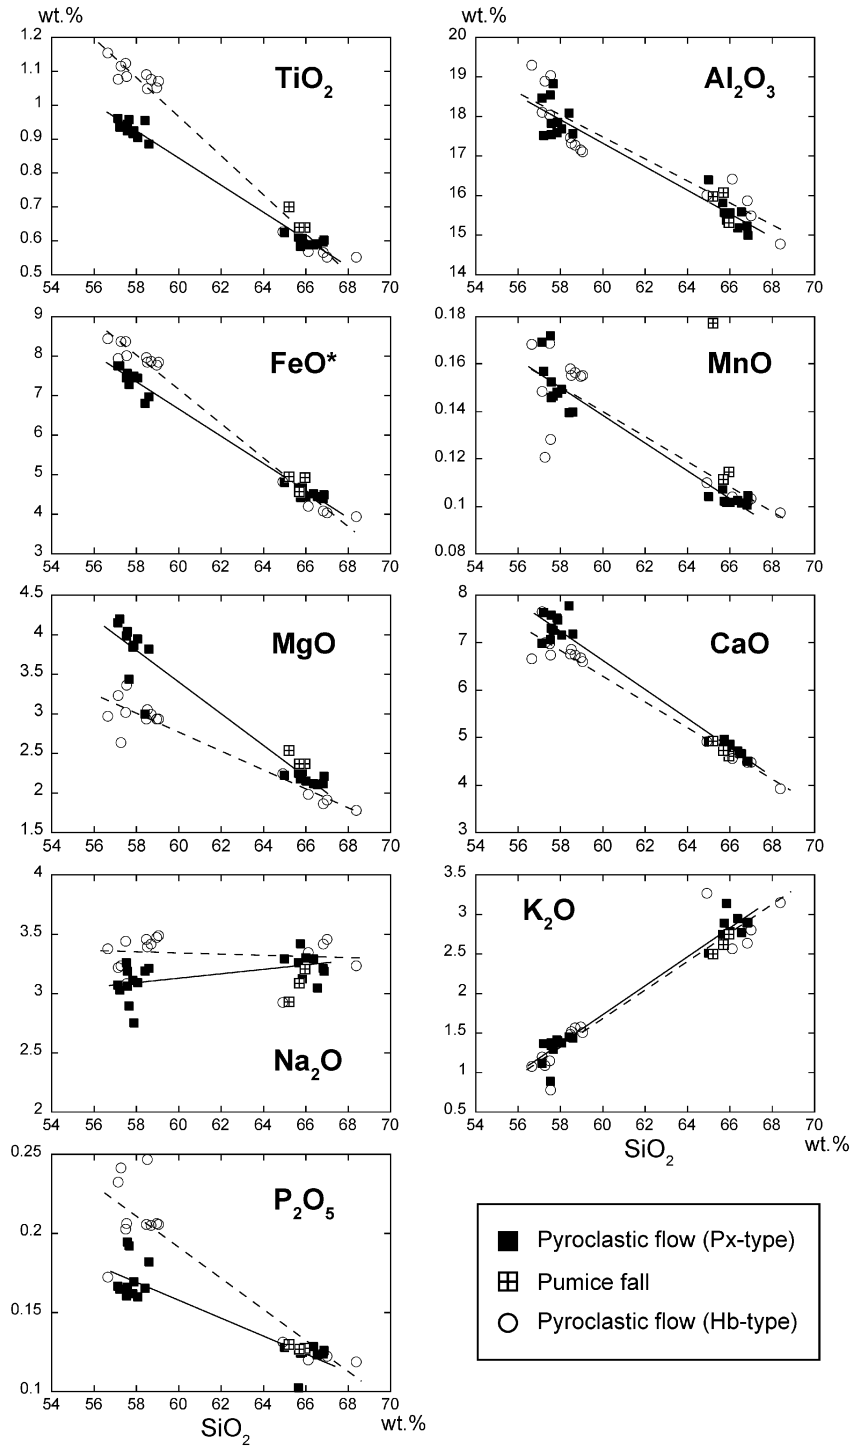 wt.%
TiO2
1.2
1.1
1
0.9
0.8
0.7
0.6
0.5
54 56 58 60 62 64 66 68 70
Al2O3
20
19
18
17
16
15
14
54 56 58 60 62 64 66 68 70
FeO*
9
8
7
6
5
4
3
54 56 58 60 62 64 66 68 70
MnO
0.18
0.16
0.14
0.12
0.1
0.08
54 56 58 60 62 64 66 68 70
MgO
4.5
4
3.5
3
2.5
2
1.5
54 56 58 60 62 64 66 68 70
CaO
8
7
6
5
4
3
54 56 58 60 62 64 66 68 70
Na2O
4
3.5
3
2.5
2
54 56 58 60 62 64 66 68 70
K2O
3.5
3
2.5
2
1.5
1
0.5
54 56 58 60 62 64 66 68 70
SiO2 wt.%
P2O5
0.25
0.2
0.15
0.1
54 56 58 60 62 64 66 68 70
SiO2 wt.%
Pyroclastic flow (Px-type)
Pumice fall
Pyroclastic flow (Hb-type)